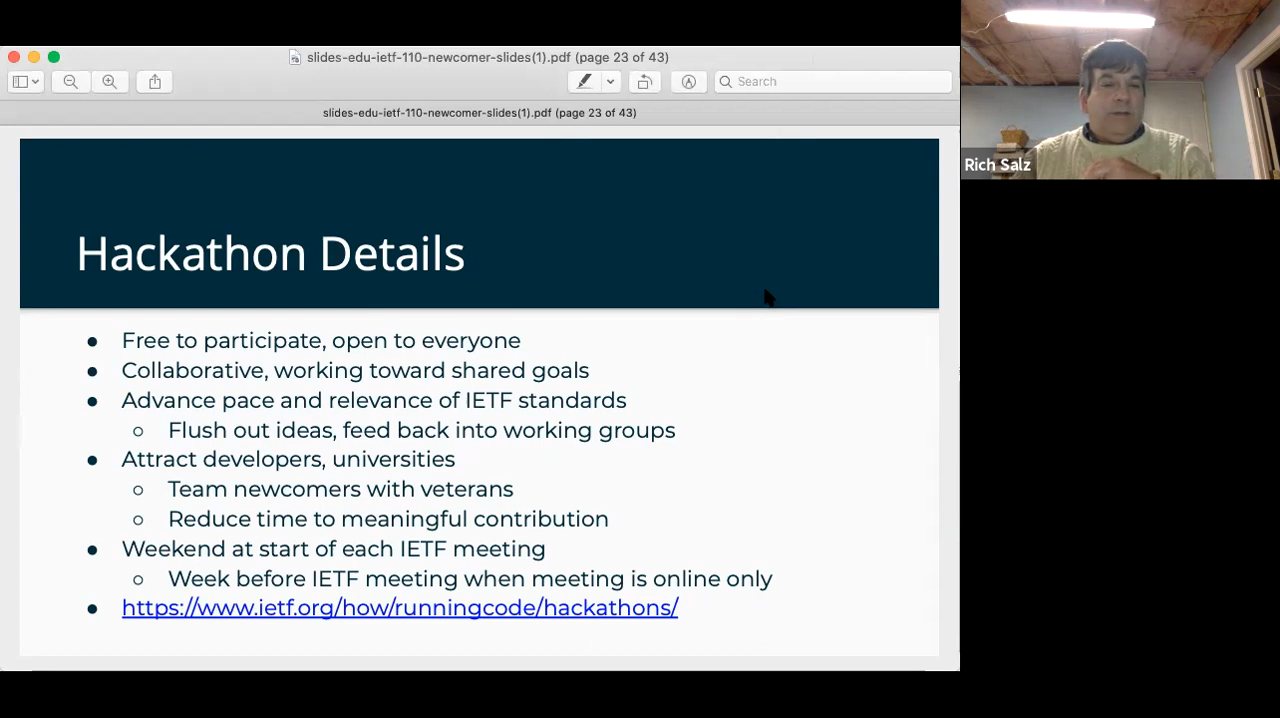 slides-edu-ietf-110-newcomer-slides(1).pdf (page 23 of 43)
Search
slides-edu-ietf-110-newcomer-slides(1).pdf (page 23 of 43)
Rich Salz
Hackathon Details
● Free to participate, open to everyone
● Collaborative, working toward shared goals
● Advance pace and relevance of IETF standards
○ Flush out ideas, feed back into working groups
● Attract developers, universities
○ Team newcomers with veterans
○ Reduce time to meaningful contribution
● Weekend at start of each IETF meeting
○ Week before IETF meeting when meeting is online only
● https://www.ietf.org/how/runningcode/hackathons/